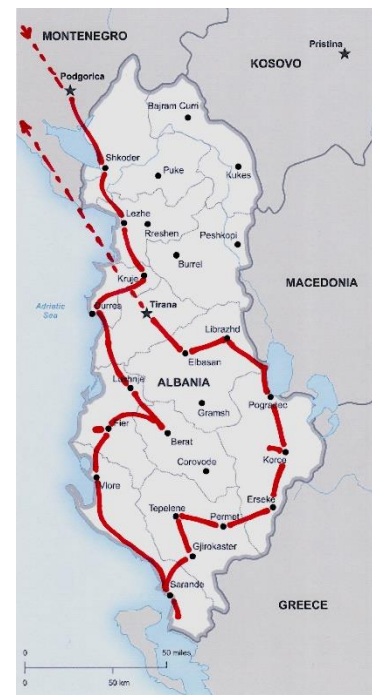 MONTENEGRO
Pristina
KOSOVO
Podgorica
Bajram Curri
Shkoder
Puke
Kukes
Lezhe
Rreshen
Peshkopi
Burrel
Kruje
MACEDONIA
Adriatic
Sea
Durres
Tirana
Librazhd
Elbasan
Lushnje
ALBANIA
Pogradec
Gramsh
Fier
Berat
Korce
Corovode
Vlore
Erseke
Tepelene
Permet
Gjirokaster
Sarande
GREECE
0
50 miles
0
50 km